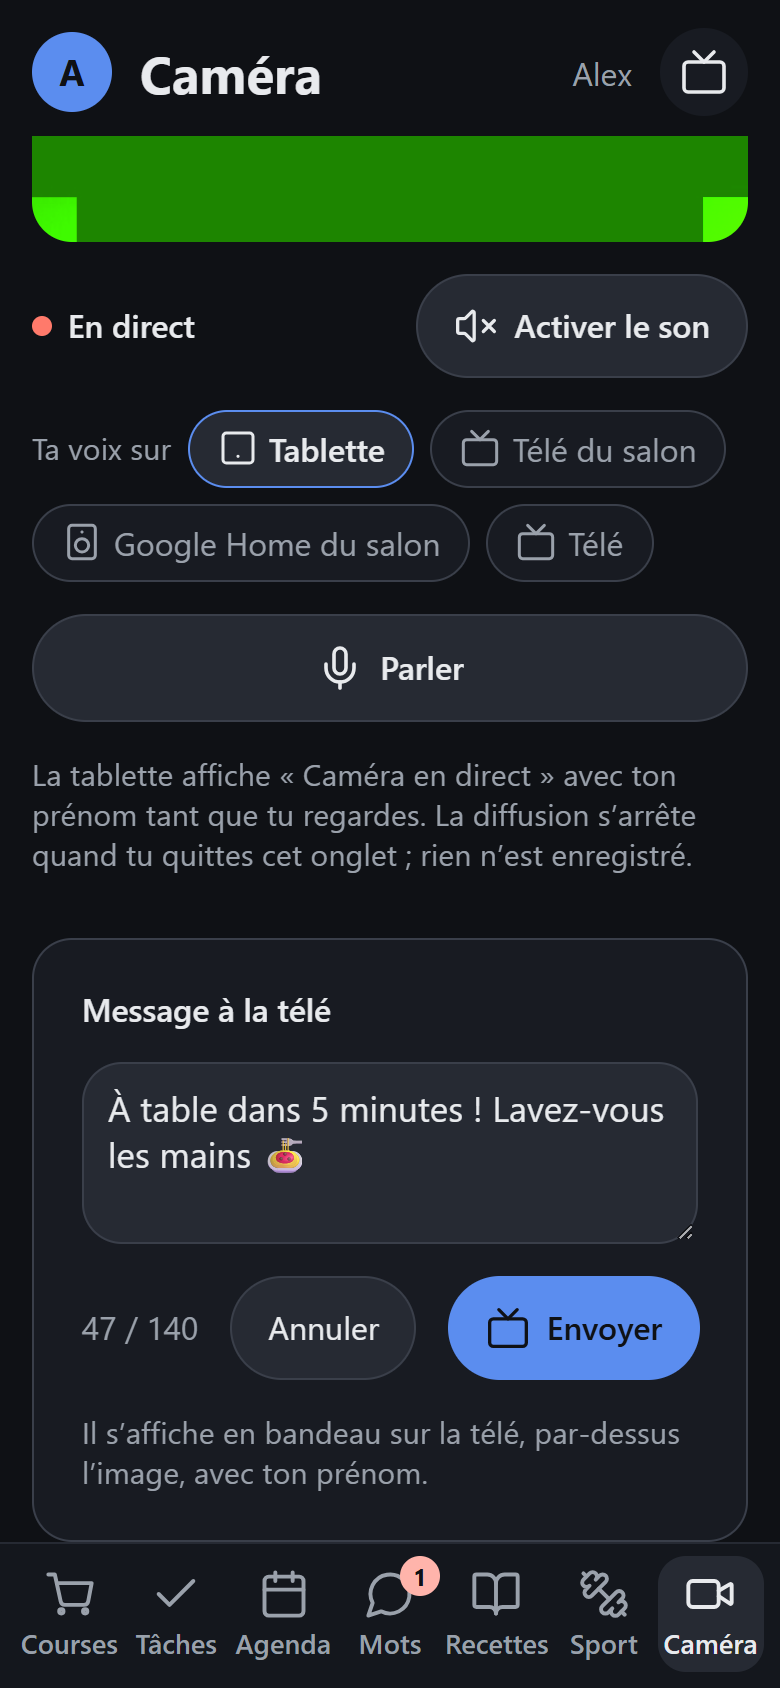 A Caméra Alex
En direct Activer le son
Ta voix sur Tablette Télé du salon
Google Home du salon Télé
Parler
La tablette affiche « Caméra en direct » avec ton
prénom tant que tu regardes. La diffusion s’arrête
quand tu quittes cet onglet ; rien n’est enregistré.
Message à la télé
À table dans 5 minutes ! Lavez-vous
les mains 🍝
47 / 140 Annuler Envoyer
Il s’affiche en bandeau sur la télé, par-dessus
l’image, avec ton prénom.
1
Courses Tâches Agenda Mots Recettes Sport Caméra